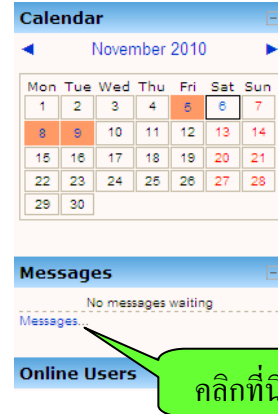 Calendar
November 2010
Mon Tue Wed Thu Fri Sat Sun
1 2 3 4 5 6 7
8 9 10 11 12 13 14
15 16 17 18 19 20 21
22 23 24 25 26 27 28
29 30
Messages
No messages waiting
Messages...
Online Users
คลิกที่นี่